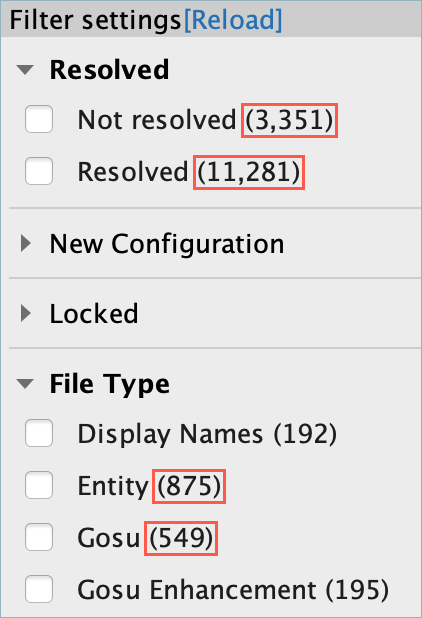 Filter settings[Reload]
Resolved
Not resolved (3,351)
Resolved (11,281)
New Configuration
Locked
File Type
Display Names (192)
Entity (875)
Gosu (549)
Gosu Enhancement (195)